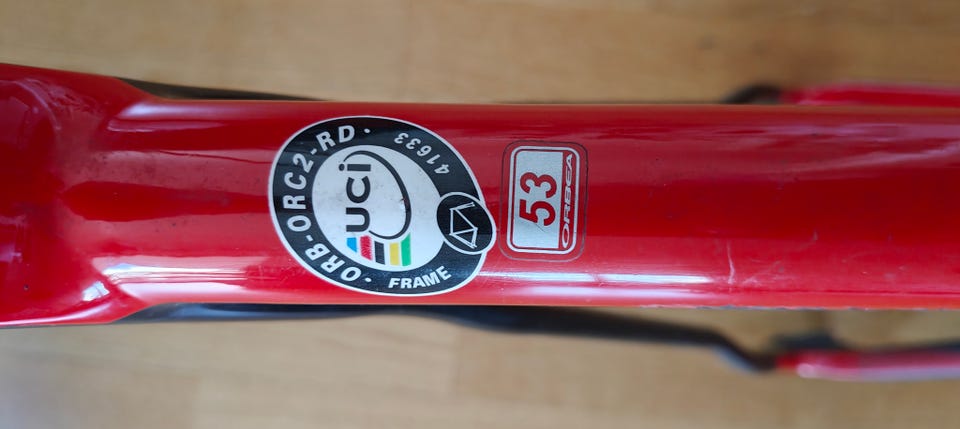 ·ORB-ORC2-RD·
41633
uci
FRAME
53
ORBEA